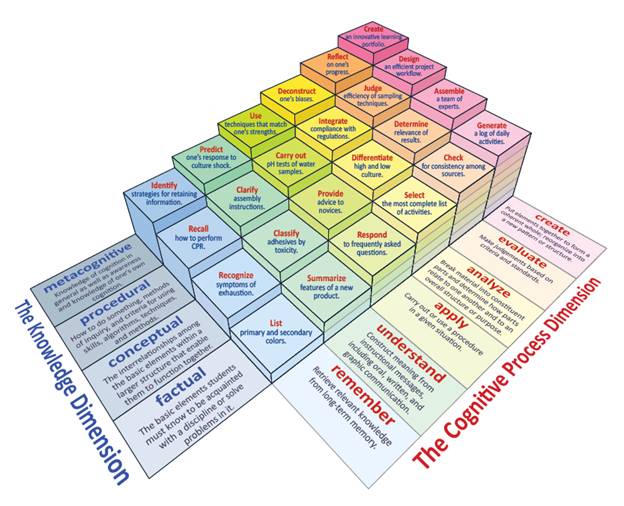 Create
an innovative learning
portfolio.
Reflect
on one's
progress.
Design
an efficient project
workflow.
Deconstruct
one's biases.
Judge
efficiency of sampling
techniques.
Assemble
a team of
experts.
Use
techniques that match
one's strengths.
Integrate
compliance with
regulations.
Determine
relevance of
results.
Generate
a log of daily
activities.
Predict
one's response to
culture shock.
Carry out
pH tests of water
samples.
Differentiate
high and low
culture.
Check
for consistency among
sources.
Identify
strategies for retaining
information.
Clarify
assembly
instructions.
Provide
advice to
novices.
Select
the most complete list
of activities.
Recall
how to perform
CPR.
Classify
adhesives by
toxicity.
Respond
to frequently asked
questions.
Recognize
symptoms of
exhaustion.
Summarize
features of a new
product.
List
primary and secondary
colors.
The Knowledge Dimension
metacognitive
knowledge of cognition in
general as well as awareness
and knowledge of one's own
cognition.
procedural
How to do something, methods
of inquiry, and criteria for using
skills, algorithms, techniques,
and methods.
conceptual
The interrelationships among
the basic elements within a
larger structure that enable
them to function together.
factual
The basic elements students
must know to be acquainted
with a discipline or solve
problems in it.
The Cognitive Process Dimension
create
Put elements together to form a
coherent whole; reorganize into
a new pattern or structure.
evaluate
Make judgements based on
criteria and standards.
analyze
Break material into constituent
parts and determine how parts
relate to one another and to an
overall structure or purpose.
apply
Carry out or use a procedure
in a given situation.
understand
Construct meaning from
instructional messages,
including oral, written, and
graphic communication.
remember
Retrieve relevant knowledge
from long-term memory.